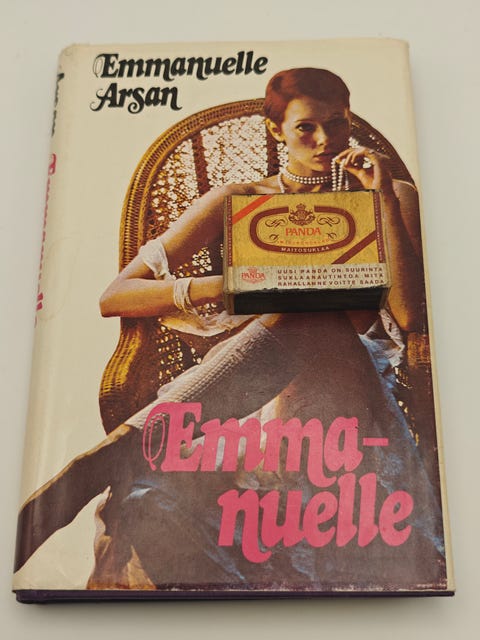 Emmanuelle
Arsan
PANDA
MAITOSUKLAA
PANDA
UUSI PANDA ON SUURINTA
SUKLAANAUTINTOA MITÄ
RAHALLANNE VOITTE SAADA
Emma-
nuelle